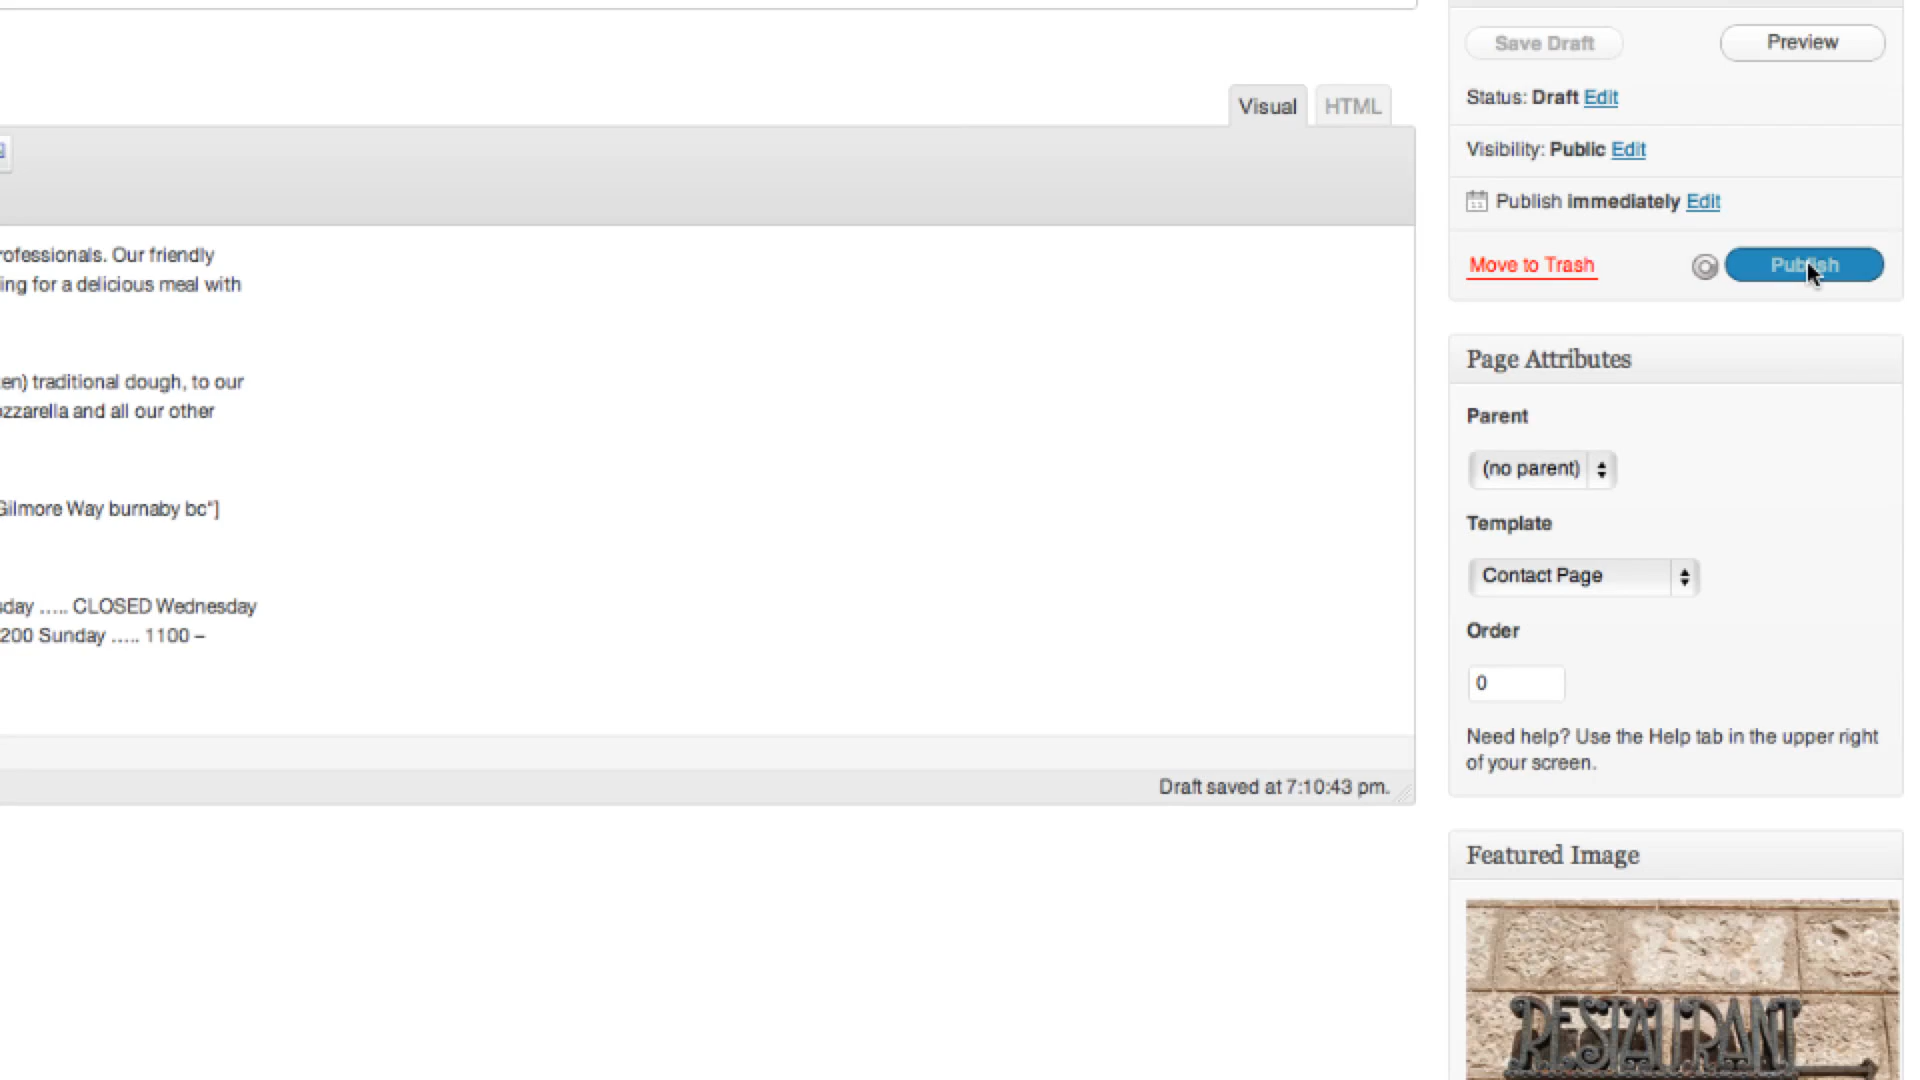 Save Draft
Preview
Visual
HTML
Status: Draft Edit
Visibility: Public Edit
Publish immediately Edit
Move to Trash
Publish
rofessionals. Our friendly
ing for a delicious meal with
en) traditional dough, to our
ozzarella and all our other
Gilmore Way burnaby bc"]
sday ….. CLOSED Wednesday
200 Sunday ….. 1100 –
Draft saved at 7:10:43 pm.
Page Attributes
Parent
(no parent)
Template
Contact Page
Order
0
Need help? Use the Help tab in the upper right
of your screen.
Featured Image
RESTAURANT